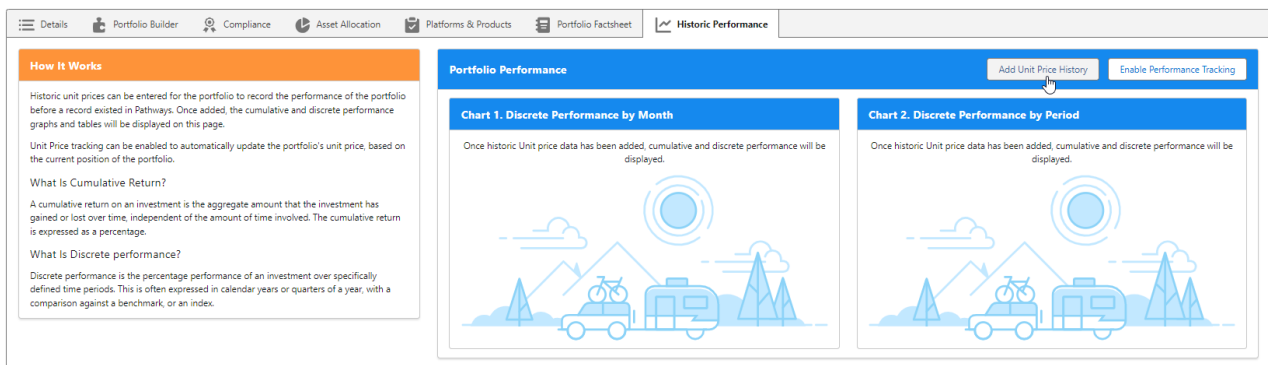 Details
Portfolio Builder
Compliance
Asset Allocation
Platforms & Products
Portfolio Factsheet
Historic Performance
How It Works
Historic unit prices can be entered for the portfolio to record the performance of the portfolio
before a record existed in Pathways. Once added, the cumulative and discrete performance
graphs and tables will be displayed on this page.
Unit Price tracking can be enabled to automatically update the portfolio's unit price, based on
the current position of the portfolio.
What Is Cumulative Return?
A cumulative return on an investment is the aggregate amount that the investment has
gained or lost over time, independent of the amount of time involved. The cumulative return
is expressed as a percentage.
What Is Discrete performance?
Discrete performance is the percentage performance of an investment over specifically
defined time periods. This is often expressed in calendar years or quarters of a year, with a
comparison against a benchmark, or an index.
Portfolio Performance
Add Unit Price History
Enable Performance Tracking
Chart 1. Discrete Performance by Month
Once historic Unit price data has been added, cumulative and discrete performance will be
displayed.
Chart 2. Discrete Performance by Period
Once historic Unit price data has been added, cumulative and discrete performance will be
displayed.